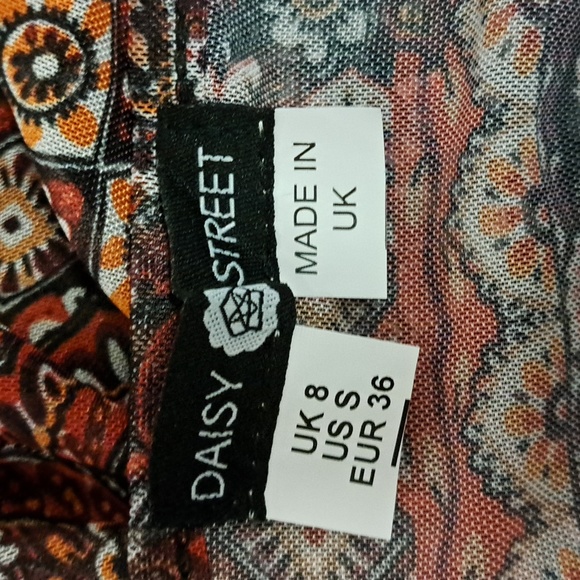 DAISY STREET
UK 8
US S
EUR 36
MADE IN
UK